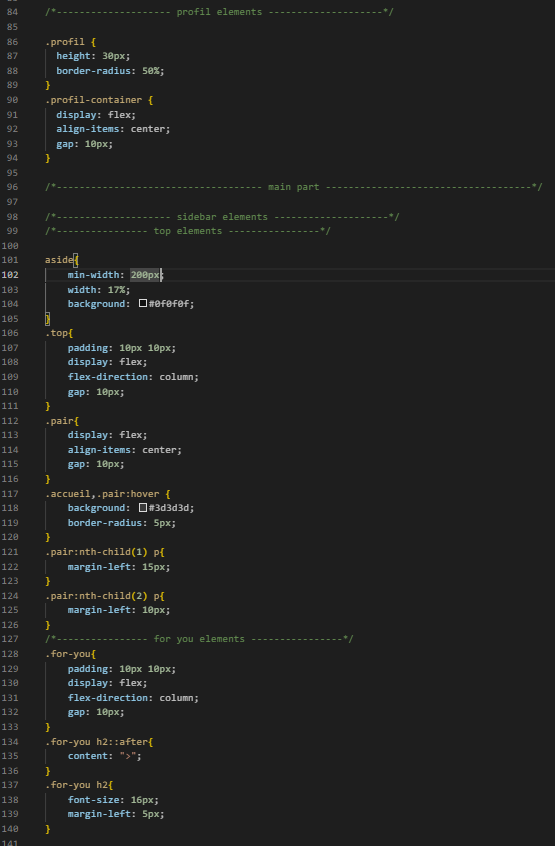 84 /*-------------------- profil elements --------------------*/
85
86 .profil {
87 height: 30px;
88 border-radius: 50%;
89 }
90 .profil-container {
91 display: flex;
92 align-items: center;
93 gap: 10px;
94 }
95
96 /*------------------------------------ main part ------------------------------------*/
97
98 /*-------------------- sidebar elements --------------------*/
99 /*---------------- top elements ----------------*/
100
101 aside{
102 min-width: 200px;
103 width: 17%;
104 background: #0f0f0f;
105 }
106 .top{
107 padding: 10px 10px;
108 display: flex;
109 flex-direction: column;
110 gap: 10px;
111 }
112 .pair{
113 display: flex;
114 align-items: center;
115 gap: 10px;
116 }
117 .accueil,.pair:hover {
118 background: #3d3d3d;
119 border-radius: 5px;
120 }
121 .pair:nth-child(1) p{
122 margin-left: 15px;
123 }
124 .pair:nth-child(2) p{
125 margin-left: 10px;
126 }
127 /*---------------- for you elements ----------------*/
128 .for-you{
129 padding: 10px 10px;
130 display: flex;
131 flex-direction: column;
132 gap: 10px;
133 }
134 .for-you h2::after{
135 content: ">";
136 }
137 .for-you h2{
138 font-size: 16px;
139 margin-left: 5px;
140 }
141